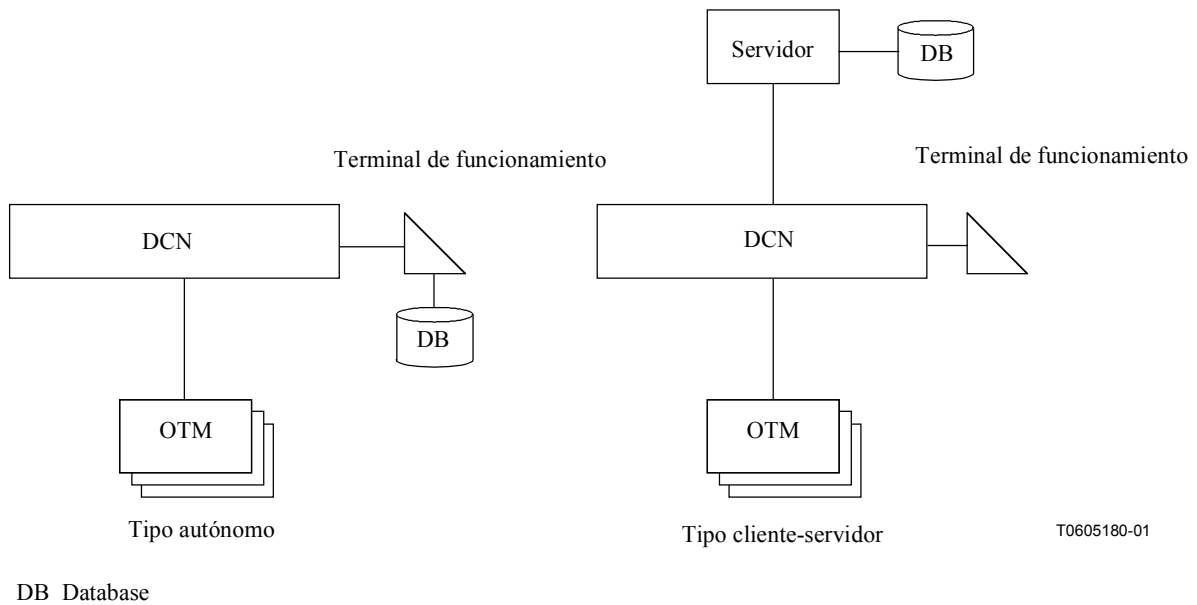 Servidor
DB
Terminal de funcionamiento
Terminal de funcionamiento
DCN
DCN
DB
OTM
OTM
Tipo autónomo
Tipo cliente-servidor
T0605180-01
DB Database